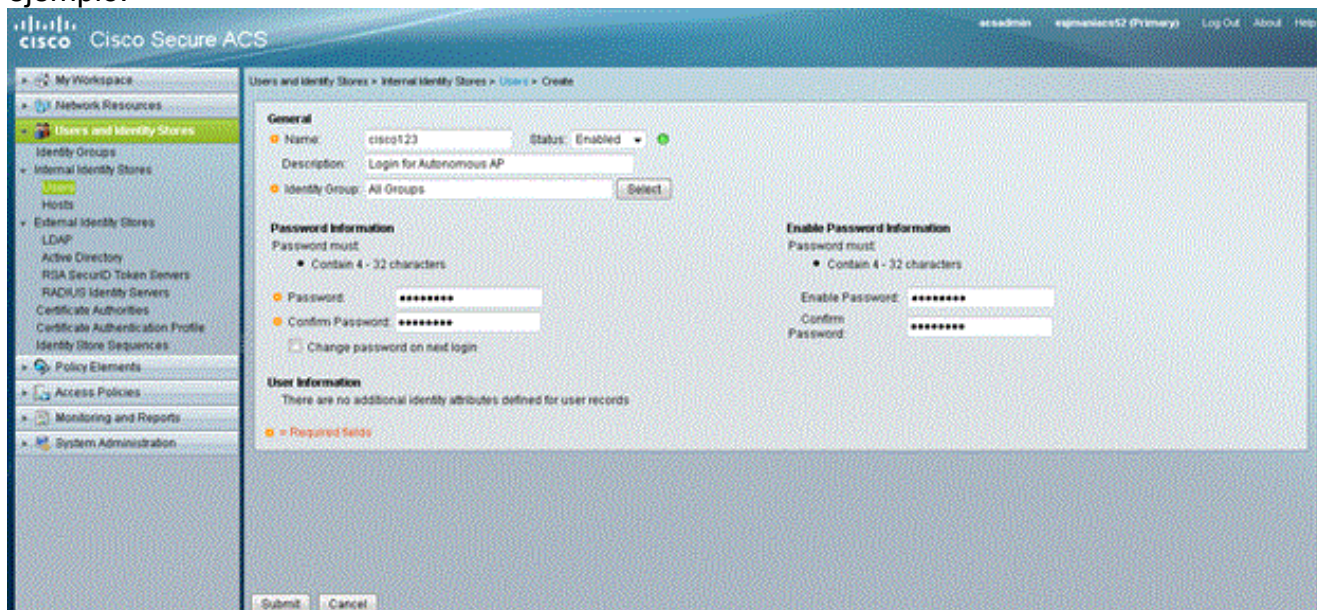 ejemplo:
cisco Cisco Secure ACS
acsadmin (Primary) Log Out About Help
My Workspace
Network Resources
Users and Identity Stores
Identity Groups
Internal Identity Stores
Users
Hosts
External Identity Stores
LDAP
Active Directory
RSA SecurID Token Servers
RADIUS Identity Servers
Certificate Authorities
Certificate Authentication Profile
Identity Store Sequences
Policy Elements
Access Policies
Monitoring and Reports
System Administration
Users and Identity Stores > Internal Identity Stores > Users > Create
General
Name: cisco123 Status: Enabled
Description: Login for Autonomous AP
Identity Group: All Groups Select
Password Information
Password must:
• Contain 4 - 32 characters
Password: ••••••••
Confirm Password: ••••••••
Change password on next login
Enable Password Information
Password must:
• Contain 4 - 32 characters
Enable Password: ••••••••
Confirm
Password: ••••••••
User Information
There are no additional identity attributes defined for user records
= Required fields
Submit Cancel